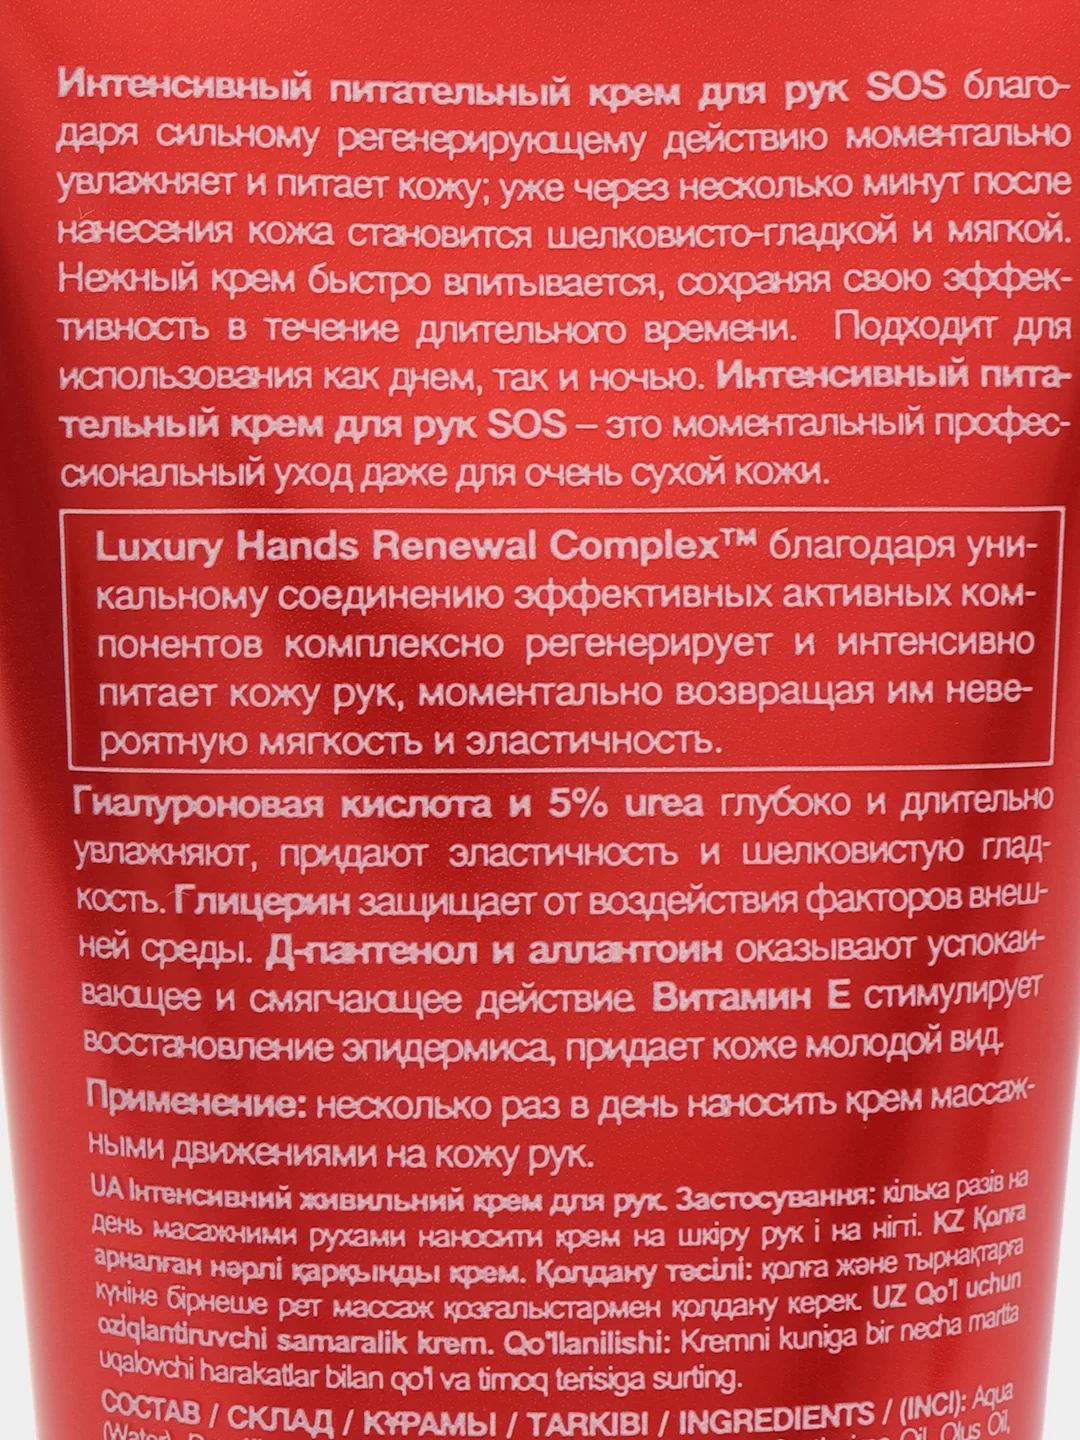 Интенсивный питательный крем для рук SOS благо-
даря сильному регенерирующему действию моментально
увлажняет и питает кожу; уже через несколько минут после
нанесения кожа становится шелковисто-гладкой и мягкой.
Нежный крем быстро впитывается, сохраняя свою эффек-
тивность в течение длительного времени. Подходит для
использования как днем, так и ночью. Интенсивный пита-
тельный крем для рук SOS – это моментальный профес-
сиональный уход даже для очень сухой кожи.
Luxury Hands Renewal Complex™ благодаря уни-
кальному соединению эффективных активных ком-
понентов комплексно регенерирует и интенсивно
питает кожу рук, моментально возвращая им неве-
роятную мягкость и эластичность.
Гиалуроновая кислота и 5% urea глубоко и длительно
увлажняют, придают эластичность и шелковистую глад-
кость. Глицерин защищает от воздействия факторов внеш-
ней среды. Д-пантенол и аллантоин оказывают успокаи-
вающее и смягчающее действие. Витамин Е стимулирует
восстановление эпидермиса, придает коже молодой вид.
Применение: несколько раз в день наносить крем массаж-
ными движениями на кожу рук.
UA Інтенсивний живильний крем для рук. Застосування: кілька разів на
день масажними рухами наносити крем на шкіру рук і на нігті. KZ Қолға
арналған нәрлі қарқынды крем. Қолдану тәсілі: қолға және тырнақтарға
күніне бірнеше рет массаж қозғалыстармен қолдану керек. UZ Qo'l uchun
oziqlantiruvchi samaralik krem. Qo'llanilishi: Kremni kuniga bir necha martta
uqalovchi harakatlar bilan qo'l va timoq terisiga surting.
СОСТАВ / СКЛАД / ҚҰРАМЫ / TARKIBI / INGREDIENTS / (INCI): Aqua
(Water), Oil, Olus Oil,